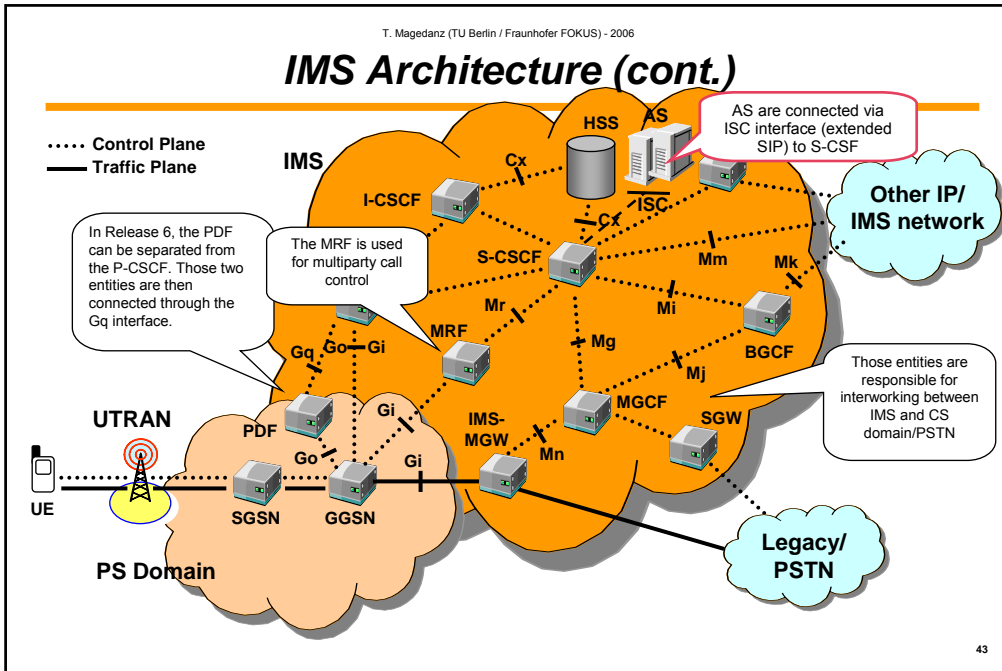 T. Magedanz (TU Berlin / Fraunhofer FOKUS) - 2006
IMS Architecture (cont.)
Control Plane
Traffic Plane
IMS
HSS
AS
AS are connected via
ISC interface (extended
SIP) to S-CSF
Cx
I-CSCF
Cx
ISC
Other IP/
IMS network
In Release 6, the PDF
can be separated from
the P-CSCF. Those two
entities are then
connected through the
Gq interface.
The MRF is used
for multiparty call
control
S-CSCF
Mm
Mk
Mr
Mi
MRF
Mg
BGCF
Gq
Go
Gi
Mj
Those entities are
responsible for
interworking between
IMS and CS
domain/PSTN
UTRAN
PDF
Gi
IMS-
MGW
MGCF
SGW
Go
Gi
Mn
UE
SGSN
GGSN
PS Domain
Legacy/
PSTN
43